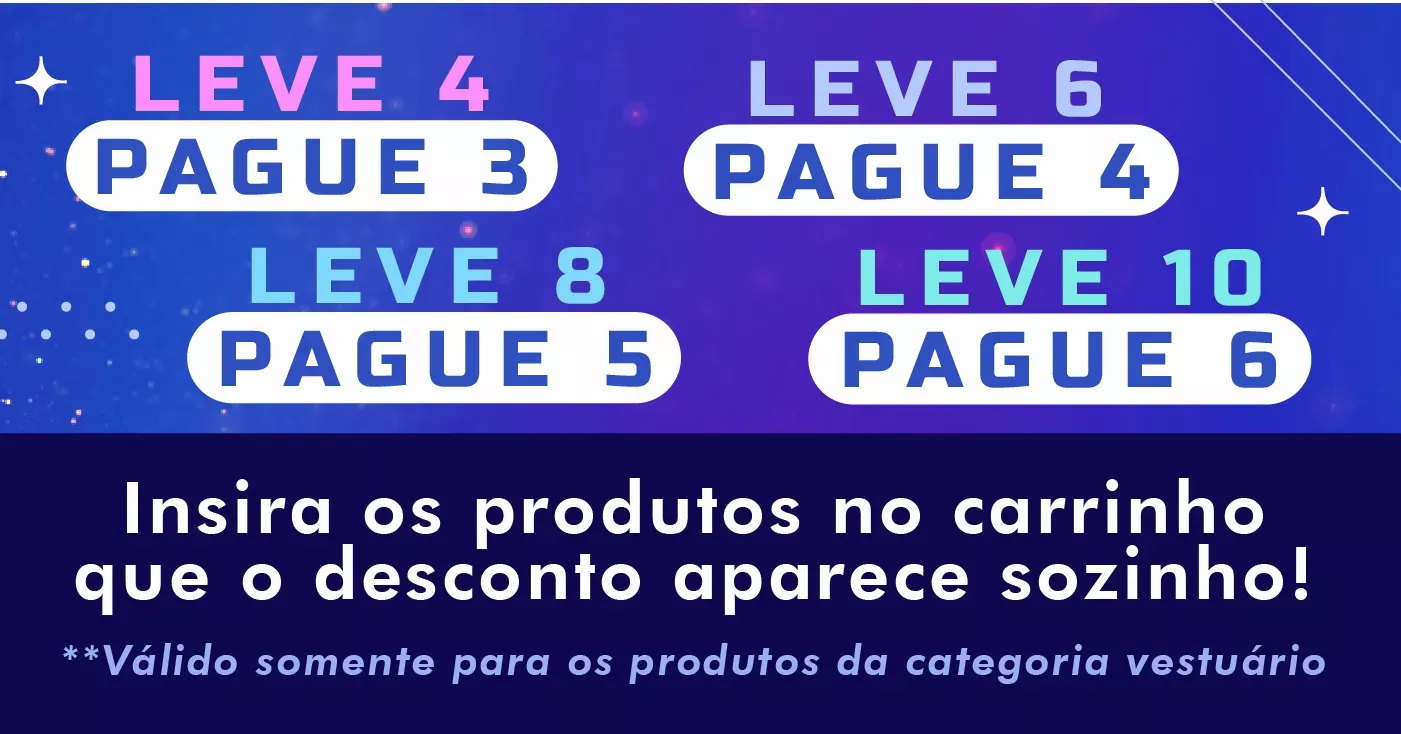 LEVE 4
PAGUE 3
LEVE 6
PAGUE 4
LEVE 8
PAGUE 5
LEVE 10
PAGUE 6
Insira os produtos no carrinho
que o desconto aparece sozinho!
**Válido somente para os produtos da categoria vestuário